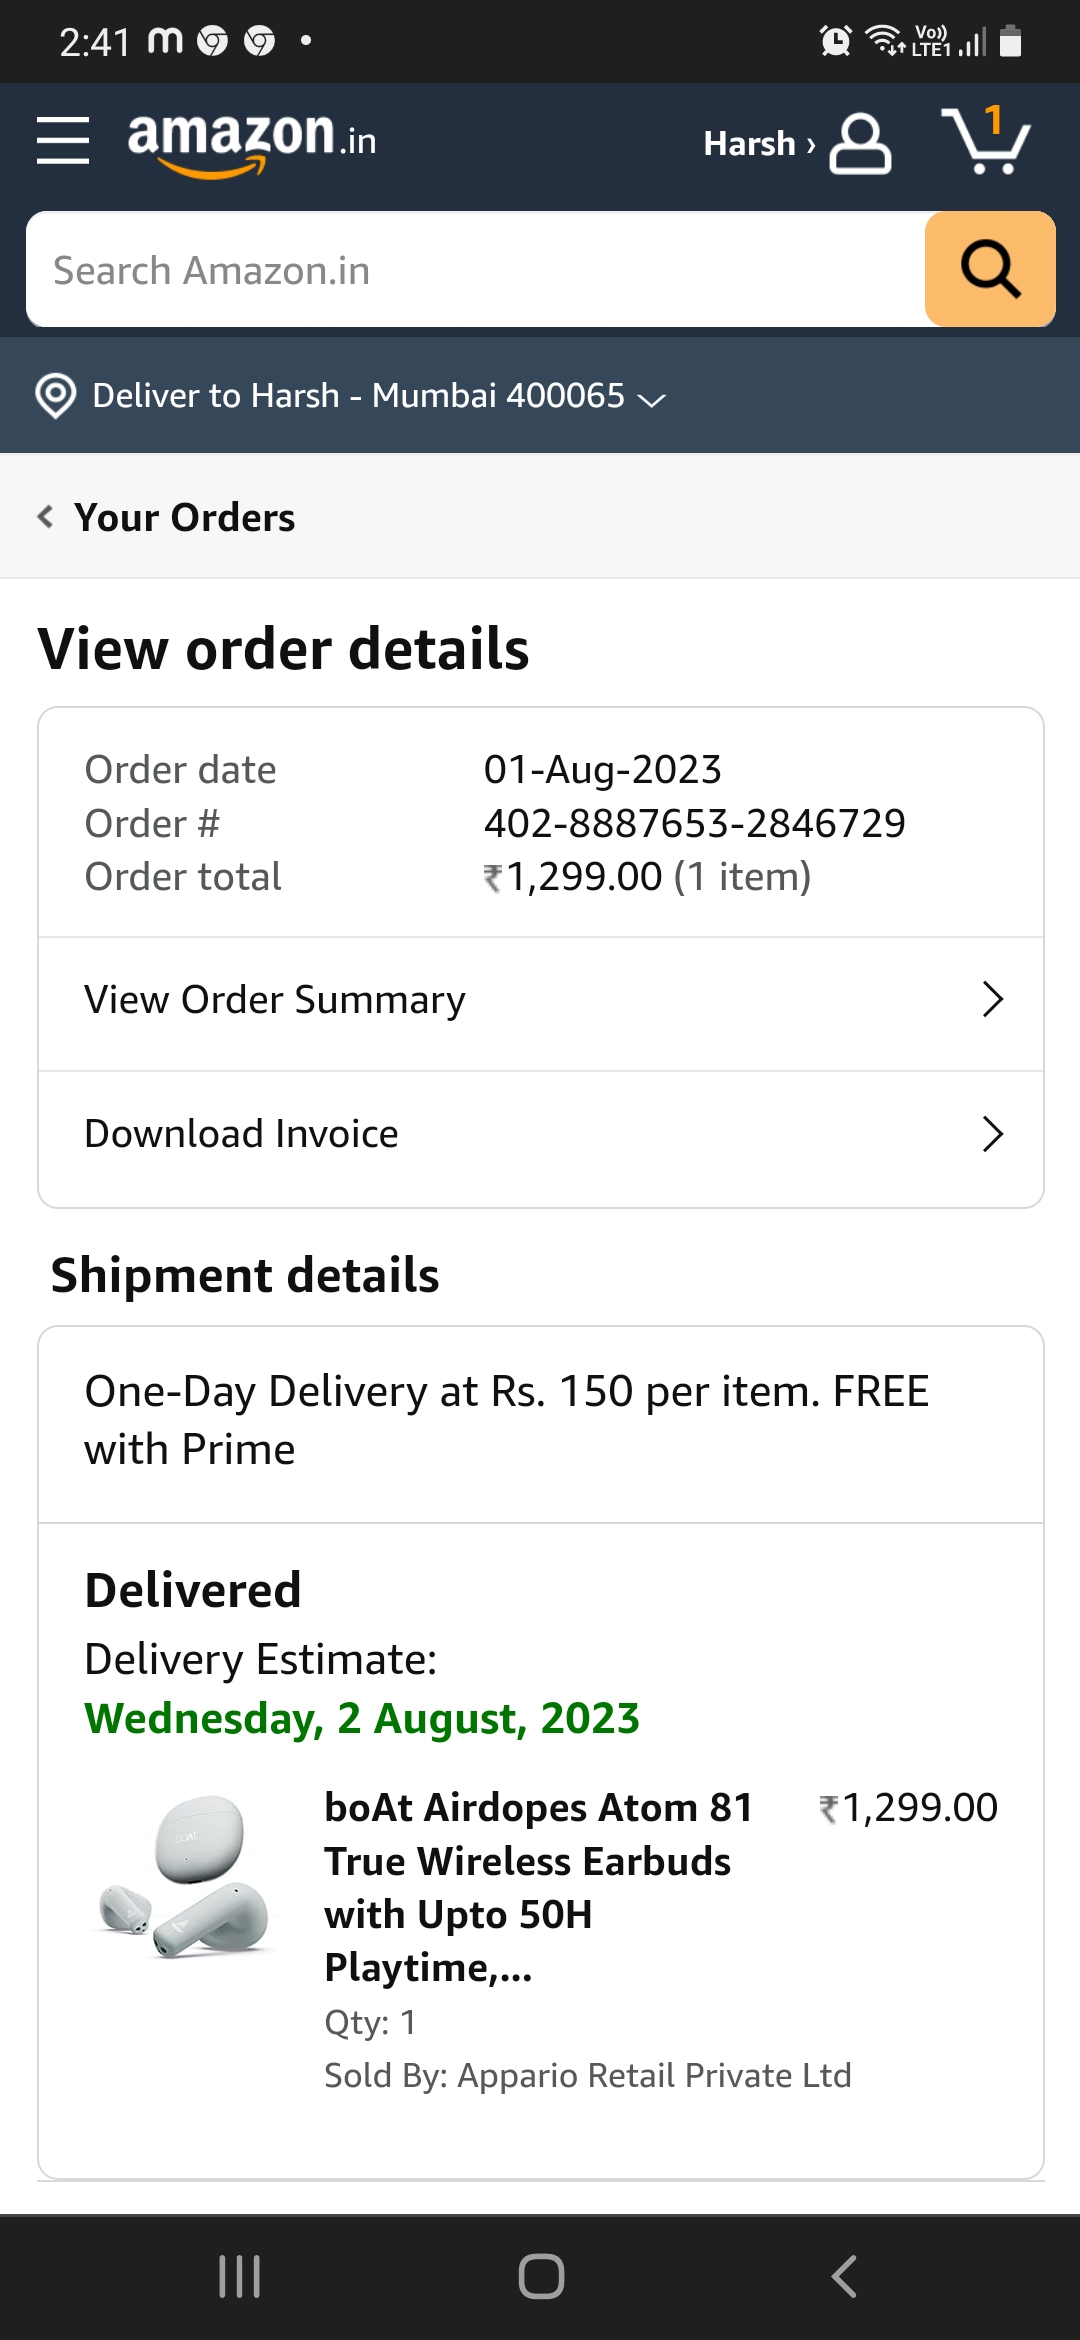 2:41
Vo)) LTE1
amazon.in
Harsh ›
1
Search Amazon.in
Deliver to Harsh - Mumbai 400065
Your Orders
View order details
Order date 01-Aug-2023
Order # 402-8887653-2846729
Order total ₹1,299.00 (1 item)
View Order Summary
Download Invoice
Shipment details
One-Day Delivery at Rs. 150 per item. FREE
with Prime
Delivered
Delivery Estimate:
Wednesday, 2 August, 2023
boAt
boAt Airdopes Atom 81 ₹1,299.00
True Wireless Earbuds
with Upto 50H
Playtime,...
Qty: 1
Sold By: Appario Retail Private Ltd